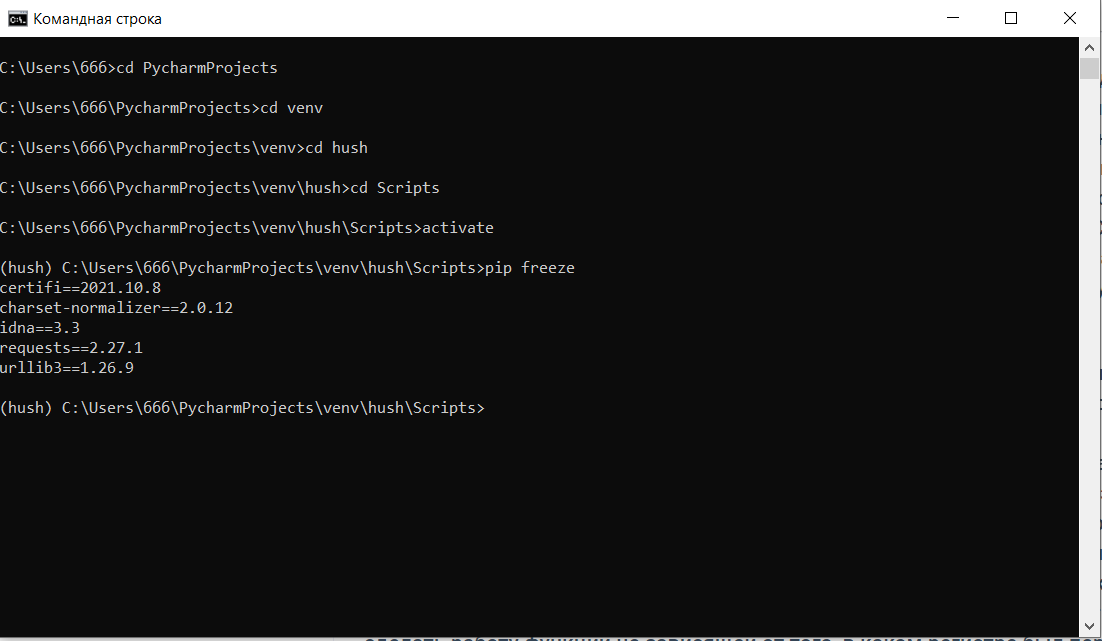 Командная строка
C:\Users\666>cd PycharmProjects
C:\Users\666\PycharmProjects>cd venv
C:\Users\666\PycharmProjects\venv>cd hush
C:\Users\666\PycharmProjects\venv\hush>cd Scripts
C:\Users\666\PycharmProjects\venv\hush\Scripts>activate
(hush) C:\Users\666\PycharmProjects\venv\hush\Scripts>pip freeze
certifi==2021.10.8
charset-normalizer==2.0.12
idna==3.3
requests==2.27.1
urllib3==1.26.9
(hush) C:\Users\666\PycharmProjects\venv\hush\Scripts>